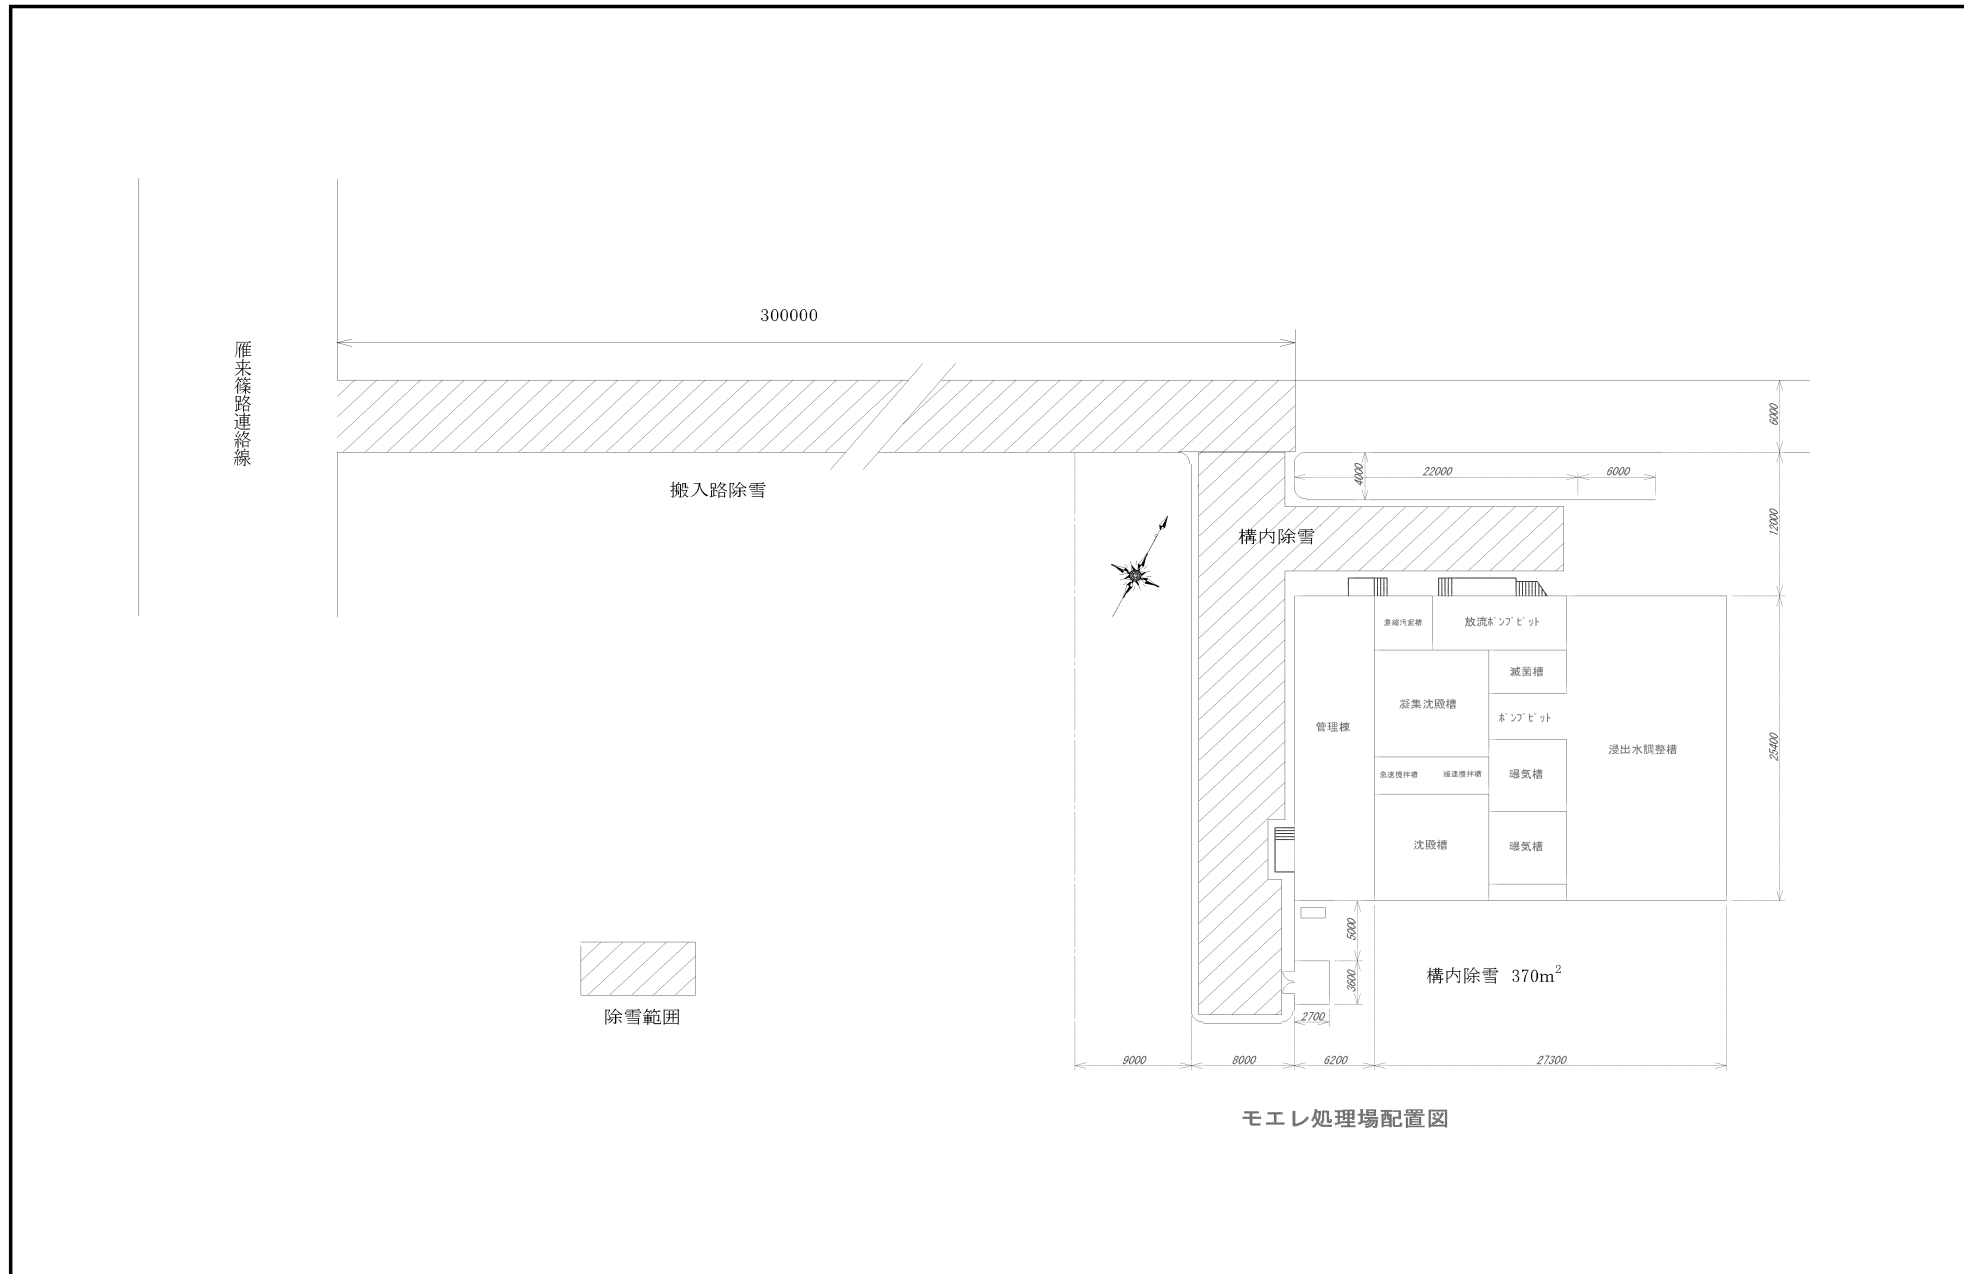 300000
雁来篠路連絡線
6000
搬入路除雪
4000
22000
6000
12000
構内除雪
濃縮汚泥槽
放流ﾎﾟﾝﾌﾟﾋﾟｯﾄ
滅菌槽
凝集沈殿槽
ﾎﾟﾝﾌﾟﾋﾟｯﾄ
管理棟
浸出水調整槽
25400
急速攪拌槽
緩速攪拌槽
曝気槽
沈殿槽
曝気槽
5000
3600
構内除雪 370m²
除雪範囲
2700
9000
8000
6200
27300
モエレ処理場配置図